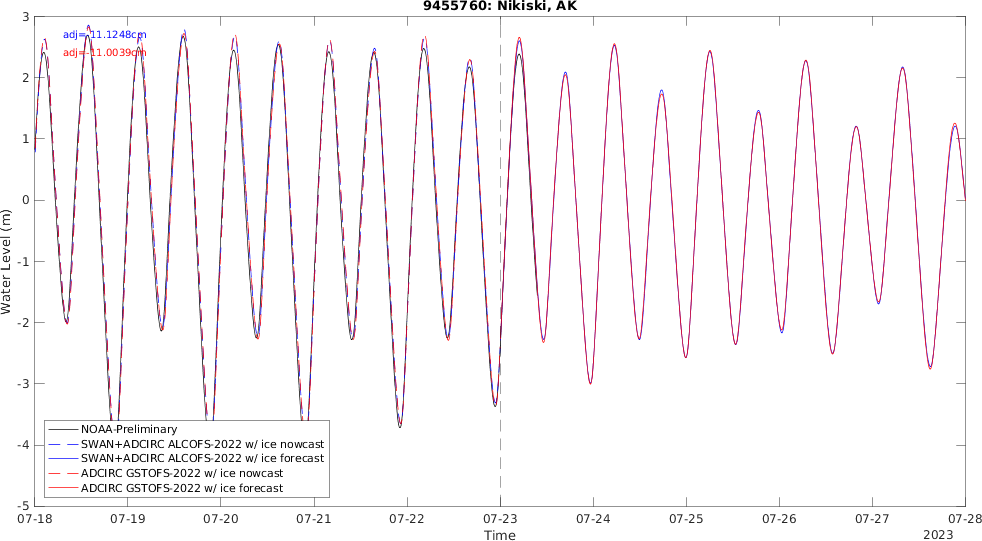 9455760: Nikiski, AK
adj=-11.1248cm
adj=-11.0039cm
Water Level (m)
3
2
1
0
-1
-2
-3
-4
-5
NOAA-Preliminary
SWAN+ADCIRC ALCOFS-2022 w/ ice nowcast
SWAN+ADCIRC ALCOFS-2022 w/ ice forecast
ADCIRC GSTOFS-2022 w/ ice nowcast
ADCIRC GSTOFS-2022 w/ ice forecast
07-18 07-19 07-20 07-21 07-22 07-23 07-24 07-25 07-26 07-27 07-28
Time
2023